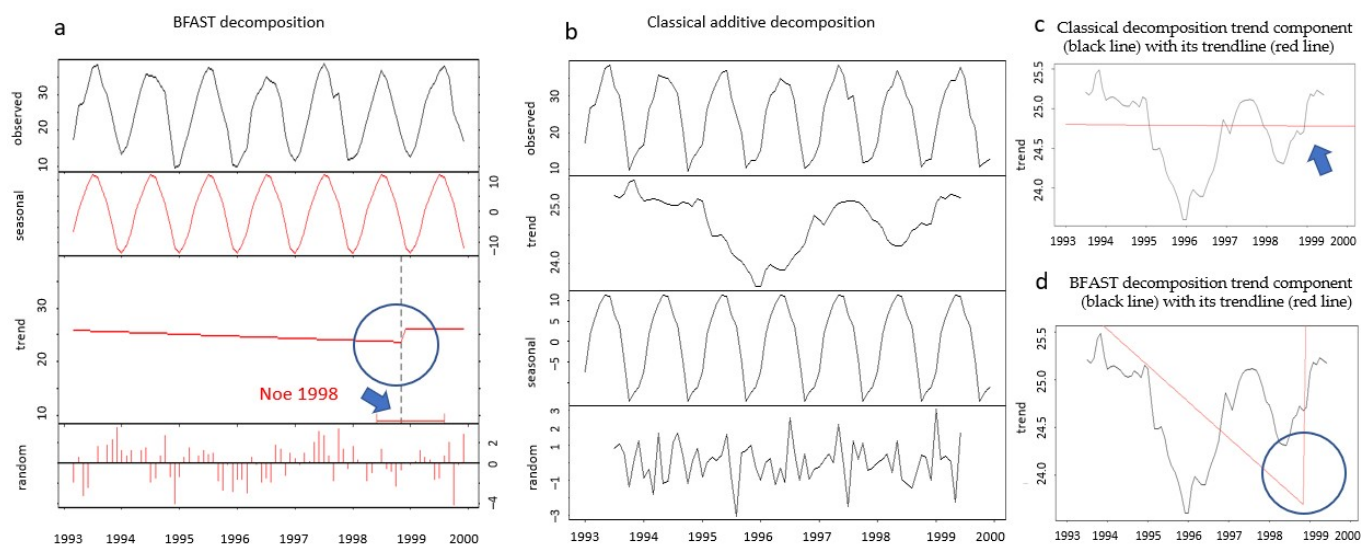 a
BFAST decomposition
observed
10 20 30
seasonal
-10 -5 0 5 10
trend
10 20 30
Noe 1998
random
-4 -2 0 2
1993 1994 1995 1996 1997 1998 1999 2000
b
Classical additive decomposition
observed
10 20 30
trend
24.0 25.0
seasonal
-10 -5 0 5 10
random
-3 -1 1 2 3
1993 1994 1995 1996 1997 1998 1999 2000
c
Classical decomposition trend component
(black line) with its trendline (red line)
trend
24.0 24.5 25.0 25.5
1993 1994 1995 1996 1997 1998 1999 2000
d
BFAST decomposition trend component
(black line) with its trendline (red line)
trend
24.0 24.5 25.0 25.5
1993 1994 1995 1996 1997 1998 1999 2000